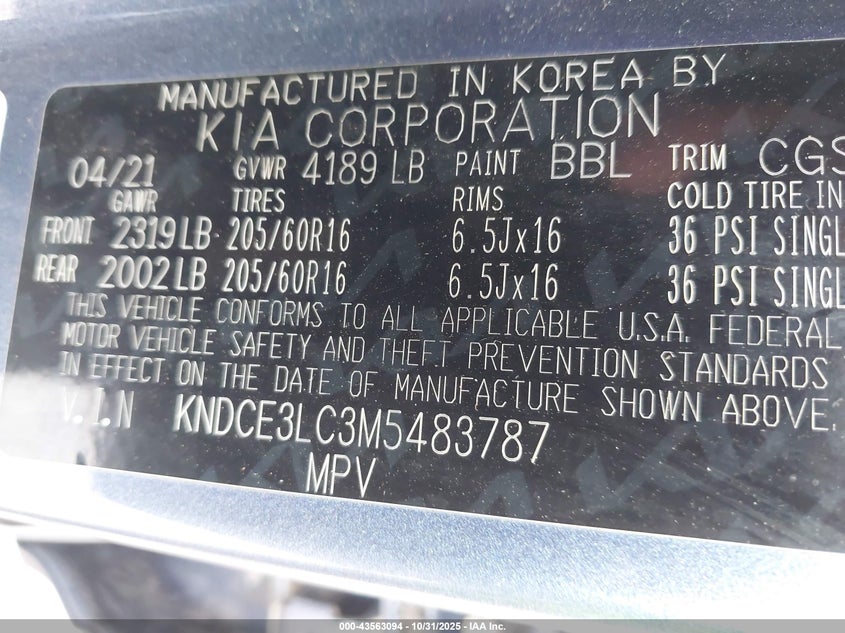 MANUFACTURED IN KOREA BY
KIA CORPORATION
04/21 GVWR 4189 LB PAINT BBL TRIM CGS
GAWR TIRES RIMS COLD TIRE IN
FRONT 2319 LB 205/60R16 6.5Jx16 36 PSI SINGL
REAR 2002 LB 205/60R16 6.5Jx16 36 PSI SINGL
THIS VEHICLE CONFORMS TO ALL APPLICABLE U.S.A. FEDERAL
MOTOR VEHICLE SAFETY AND THEFT PREVENTION STANDARDS
IN EFFECT ON THE DATE OF MANUFACTURE SHOWN ABOVE.
V.I.N KNDCE3LC3M5483787
MPV
000-43563094 - 10/31/2025 - IAA Inc.